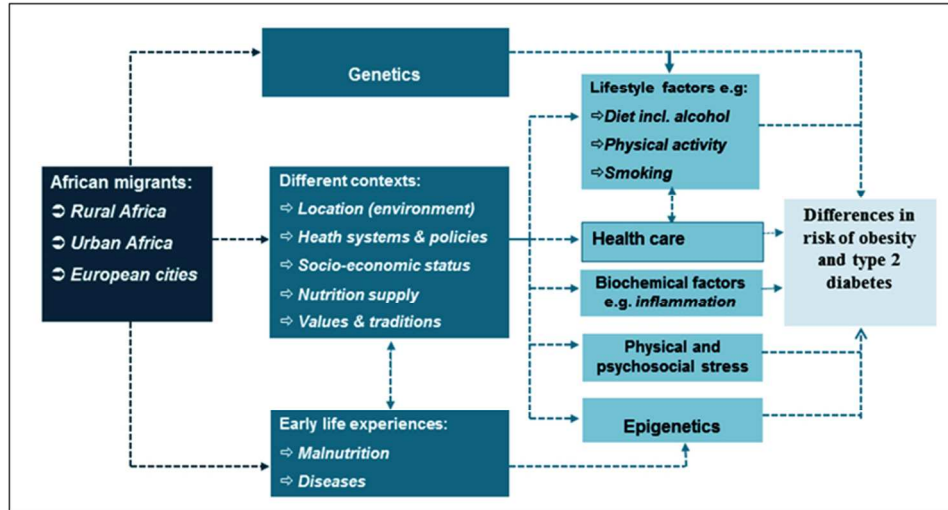 Genetics
African migrants:
➲ Rural Africa
➲ Urban Africa
➲ European cities
Different contexts:
⇨ Location (environment)
⇨ Heath systems & policies
⇨ Socio-economic status
⇨ Nutrition supply
⇨ Values & traditions
Early life experiences:
⇨ Malnutrition
⇨ Diseases
Lifestyle factors e.g:
⇨Diet incl. alcohol
⇨Physical activity
⇨Smoking
Health care
Biochemical factors
e.g. inflammation
Physical and
psychosocial stress
Epigenetics
Differences in
risk of obesity
and type 2
diabetes